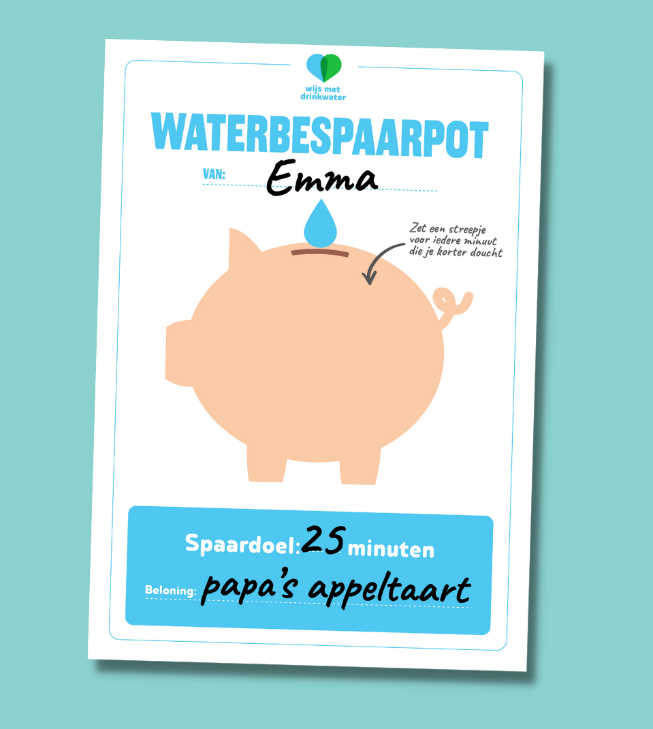 wijs met
drinkwater
WATERBESPAARPOT
VAN: Emma
Zet een streepje
voor iedere minuut
die je korter doucht
Spaardoel: 25 minuten
Beloning: papa's appeltaart